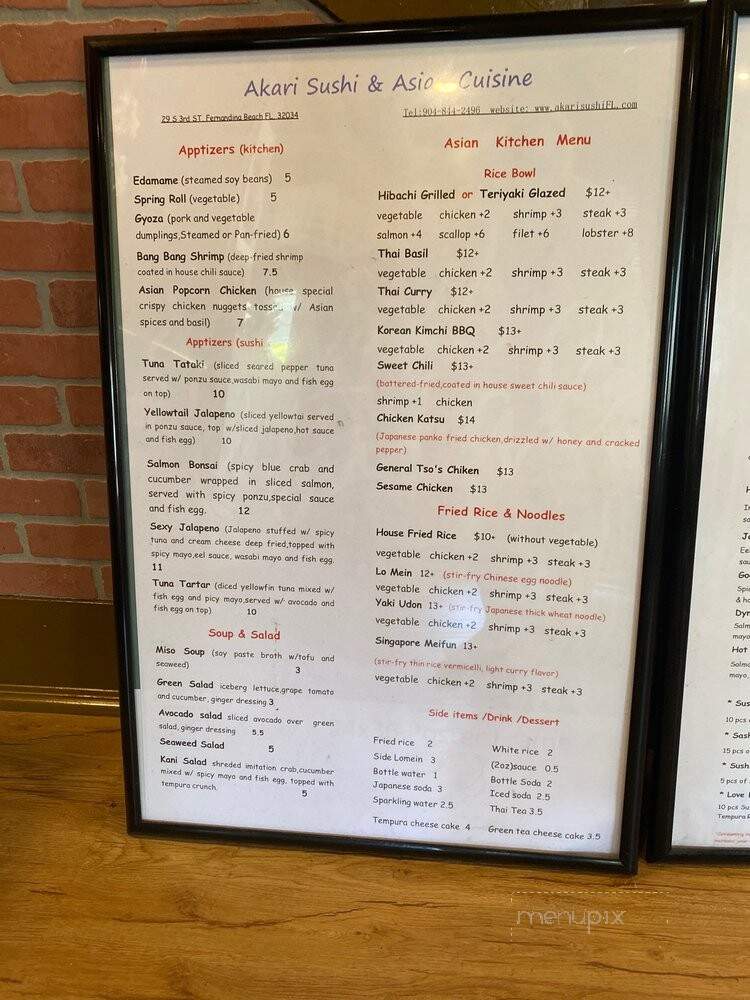 Akari Sushi & Asia Cuisine
29 S 3rd ST. Fernandina Beach FL. 32034
Tel:904-844-2496 website: www.akarisushiFL.com
Apptizers (kitchen)
Edamame (steamed soy beans) 5
Spring Roll (vegetable) 5
Gyoza (pork and vegetable
dumplings,Steamed or Pan-fried) 6
Bang Bang Shrimp (deep-fried shrimp
coated in house chili sauce) 7.5
Asian Popcorn Chicken (house special
crispy chicken nuggets tossed w/ Asian
spices and basil) 7
Apptizers (sushi
Tuna Tataki (sliced seared pepper tuna
served w/ ponzu sauce,wasabi mayo and fish egg
on top) 10
Yellowtail Jalapeno (sliced yellowtai served
in ponzu sauce, top w/sliced jalapeno,hot sauce
and fish egg) 10
Salmon Bonsai (spicy blue crab and
cucumber wrapped in sliced salmon,
served with spicy ponzu,special sauce
and fish egg. 12
Sexy Jalapeno (Jalapeno stuffed w/ spicy
tuna and cream cheese deep fried,topped with
spicy mayo,eel sauce, wasabi mayo and fish egg.
11
Tuna Tartar (diced yellowfin tuna mixed w/
fish egg and picy mayo,served w/ avocado and
fish egg on top) 10
Soup & Salad
Miso Soup (soy paste broth w/tofu and
seaweed) 3
Green Salad iceberg lettuce,grape tomato
and cucumber, ginger dressing 3
Avocado salad sliced avocado over green
salad, ginger dressing 5.5
Seaweed Salad 5
Kani Salad shreded imitation crab,cucumber
mixed w/ spicy mayo and fish egg, topped with
tempura crunch. 5
Asian Kitchen Menu
Rice Bowl
Hibachi Grilled or Teriyaki Glazed $12+
vegetable chicken +2 shrimp +3 steak +3
salmon +4 scallop +6 filet +6 lobster +8
Thai Basil $12+
vegetable chicken +2 shrimp +3 steak +3
Thai Curry $12+
vegetable chicken +2 shrimp +3 steak +3
Korean Kimchi BBQ $13+
vegetable chicken +2 shrimp +3 steak +3
Sweet Chili $13+
(battered-fried,coated in house sweet chili sauce)
shrimp +1 chicken
Chicken Katsu $14
(Japanese panko fried chicken,drizzled w/ honey and cracked
pepper)
General Tso's Chiken $13
Sesame Chicken $13
Fried Rice & Noodles
House Fried Rice $10+ (without vegetable)
vegetable chicken +2 shrimp +3 steak +3
Lo Mein 12+ (stir-fry Chinese egg noodle)
vegetable chicken +2 shrimp +3 steak +3
Yaki Udon 13+ (stir-fry Japanese thick wheat noodle)
vegetable chicken +2 shrimp +3 steak +3
Singapore Meifun 13+
(stir-fry thin rice vermicelli, light curry flavor)
vegetable chicken +2 shrimp +3 steak +3
Side items /Drink /Dessert
Fried rice 2 White rice 2
Side Lomein 3 (2oz)sauce 0.5
Bottle water 1 Bottle Soda 2
Japanese soda 3 Iced soda 2.5
Sparkling water 2.5 Thai Tea 3.5
Tempura cheese cake 4 Green tea cheese cake 3.5
menupix